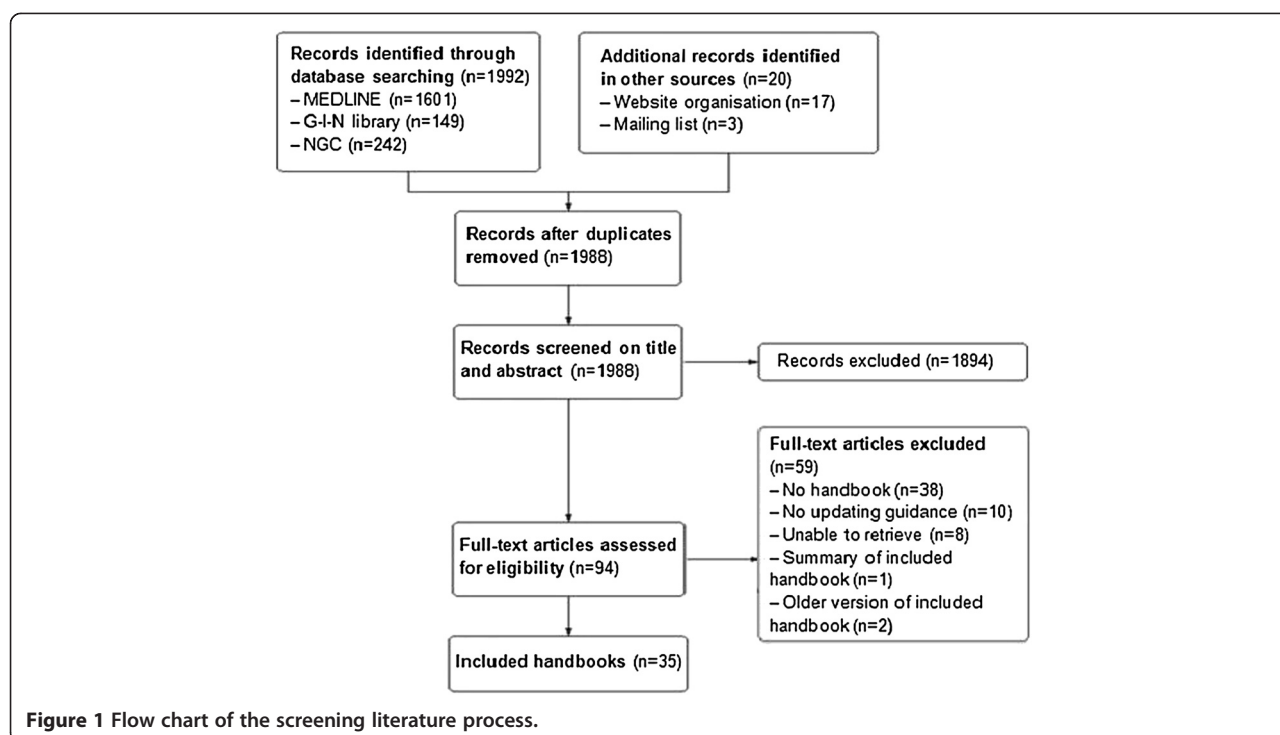 Records identified through
database searching (n=1992)
– MEDLINE (n=1601)
– G-I-N library (n=149)
– NGC (n=242)
Additional records identified
in other sources (n=20)
– Website organisation (n=17)
– Mailing list (n=3)
Records after duplicates
removed (n=1988)
Records screened on title
and abstract (n=1988)
Records excluded (n=1894)
Full-text articles excluded
(n=59)
– No handbook (n=38)
– No updating guidance (n=10)
– Unable to retrieve (n=8)
– Summary of included
handbook (n=1)
– Older version of included
handbook (n=2)
Full-text articles assessed
for eligibility (n=94)
Included handbooks (n=35)
Figure 1 Flow chart of the screening literature process.